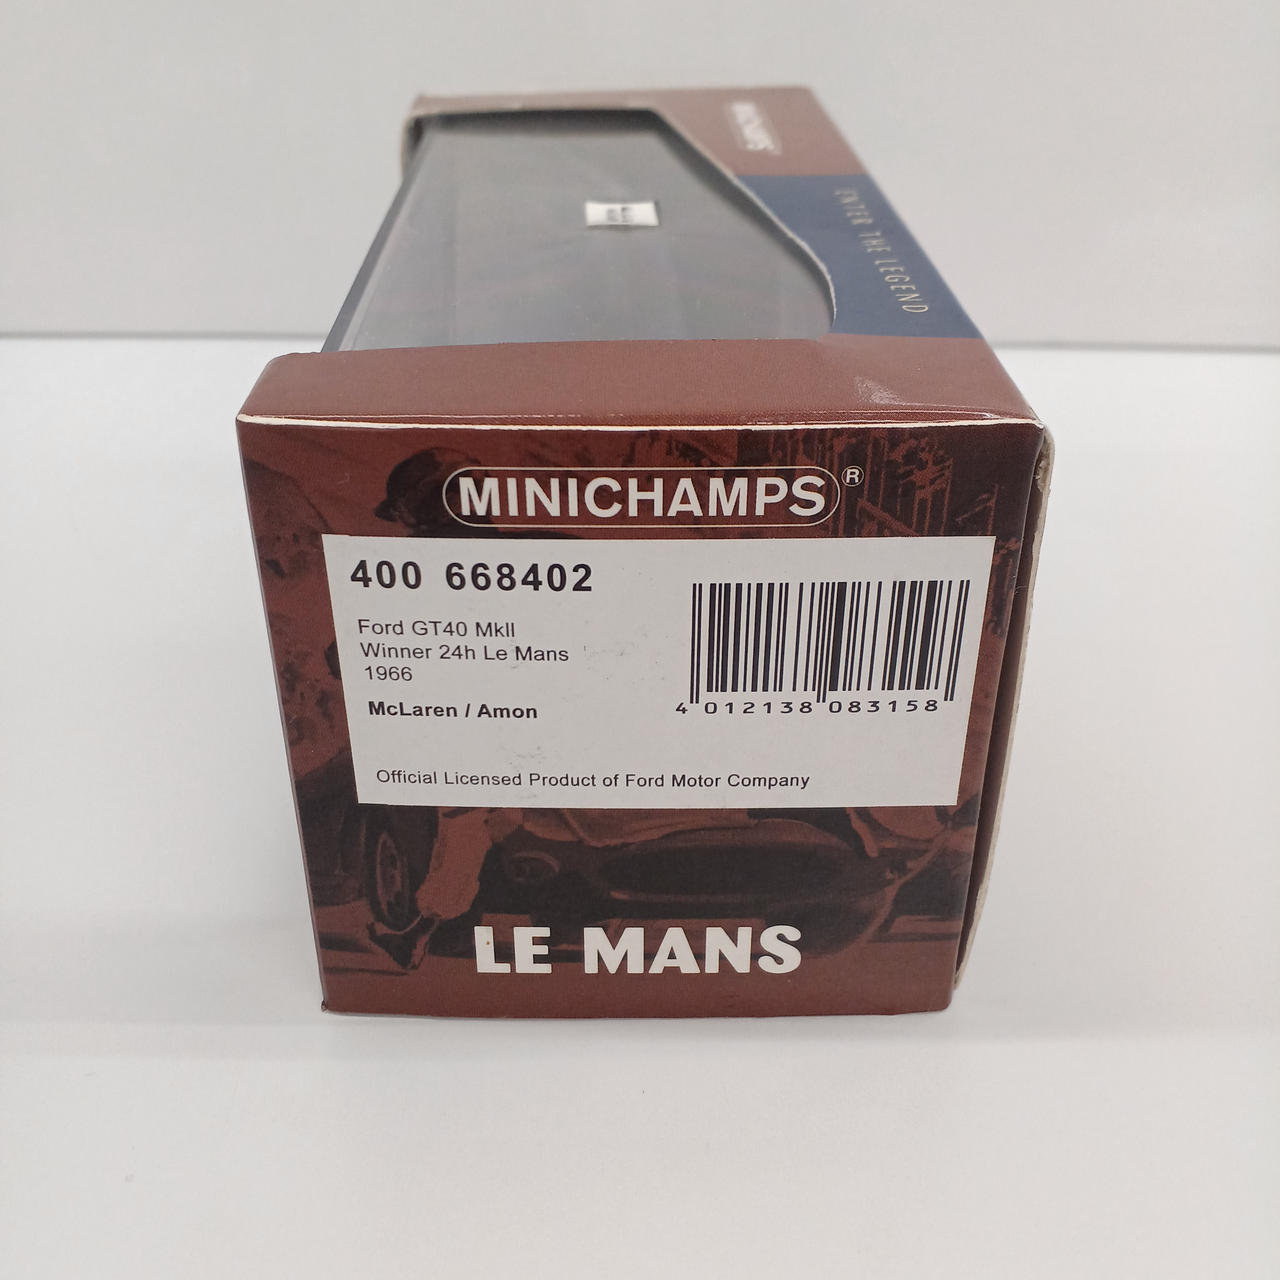 MINICHAMPS
ENTER THE LEGEND
MINICHAMPS®
400 668402
Ford GT40 MkII
Winner 24h Le Mans
1966
McLaren / Amon
4 012138 083158
Official Licensed Product of Ford Motor Company
LE MANS